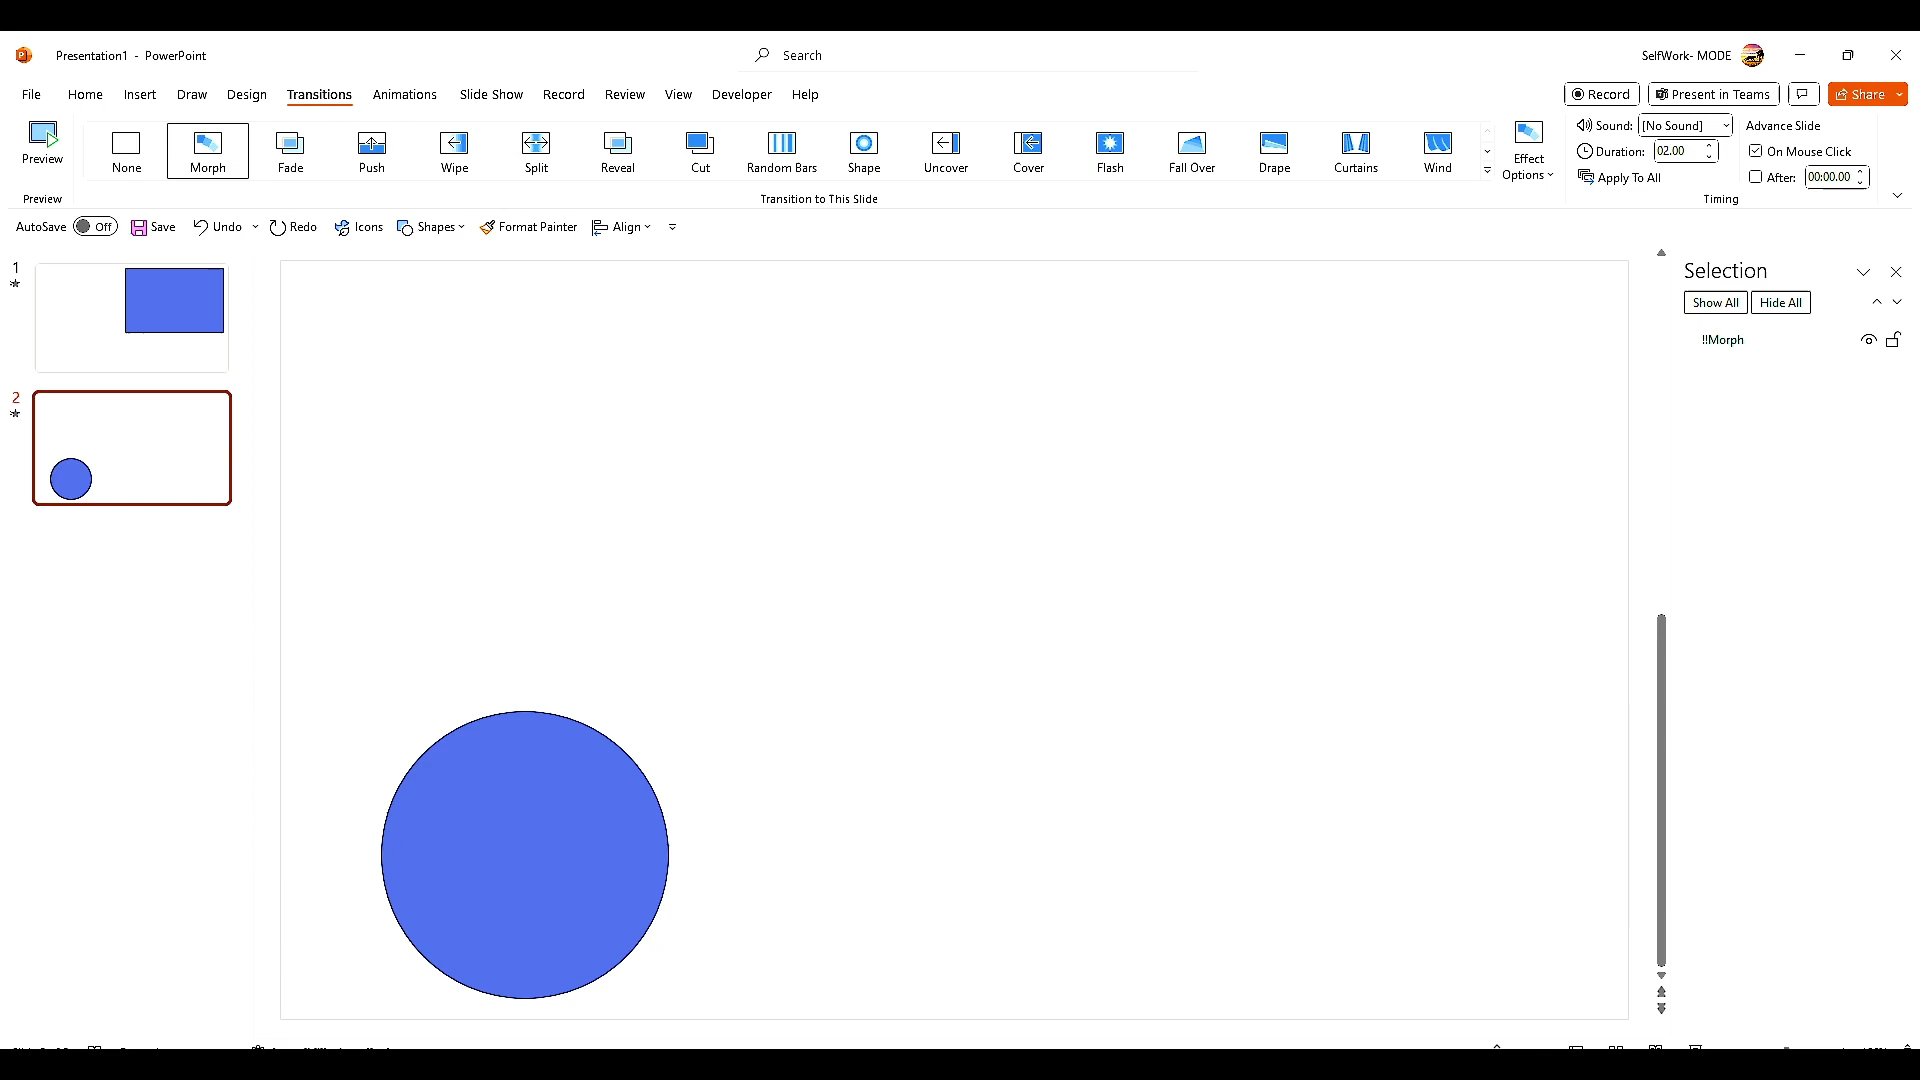 Presentation1 - PowerPoint
Search
SelfWork- MODE
File Home Insert Draw Design Transitions Animations Slide Show Record Review View Developer Help
Record Present in Teams Share
Preview
None Morph Fade Push Wipe Split Reveal Cut Random Bars Shape Uncover Cover Flash Fall Over Drape Curtains Wind
Effect
Options
Sound: [No Sound]
Duration: 02.00
Apply To All
Advance Slide
On Mouse Click
After: 00:00.00
Preview
Transition to This Slide
Timing
AutoSave Off Save Undo Redo Icons Shapes Format Painter Align
1
2
Selection
Show All Hide All
!!Morph